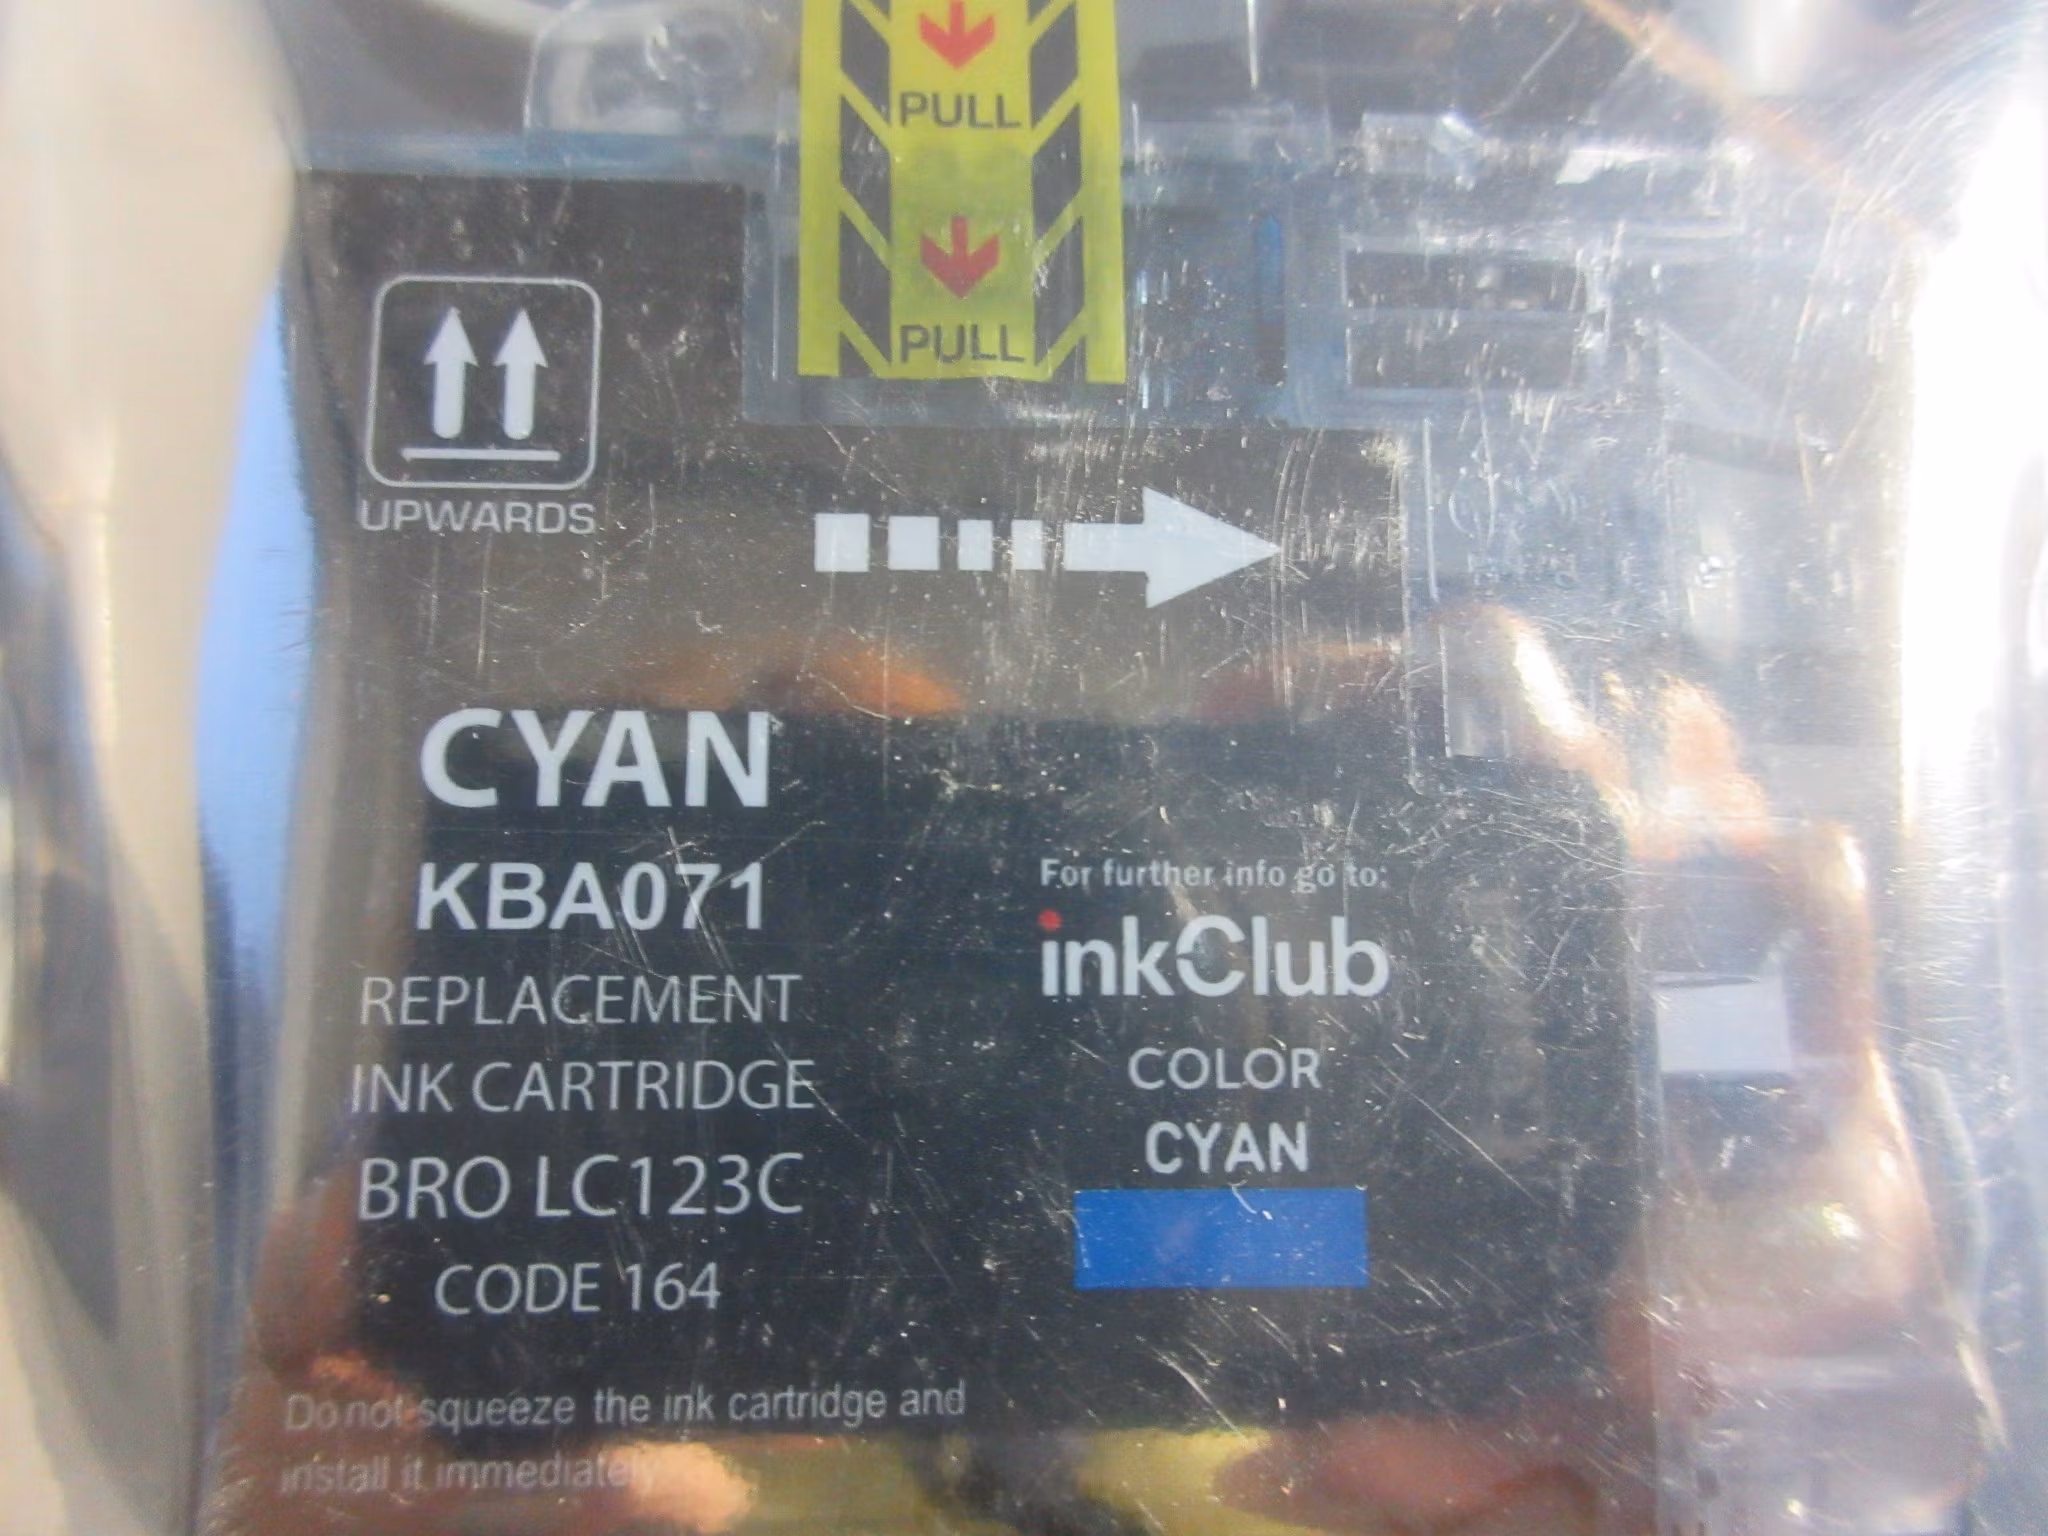 PULL
PULL
UPWARDS
CYAN
KBA071
REPLACEMENT
INK CARTRIDGE
BRO LC123C
CODE 164
For further info go to:
inkClub
COLOR
CYAN
Do not squeeze the ink cartridge and
install it immediately